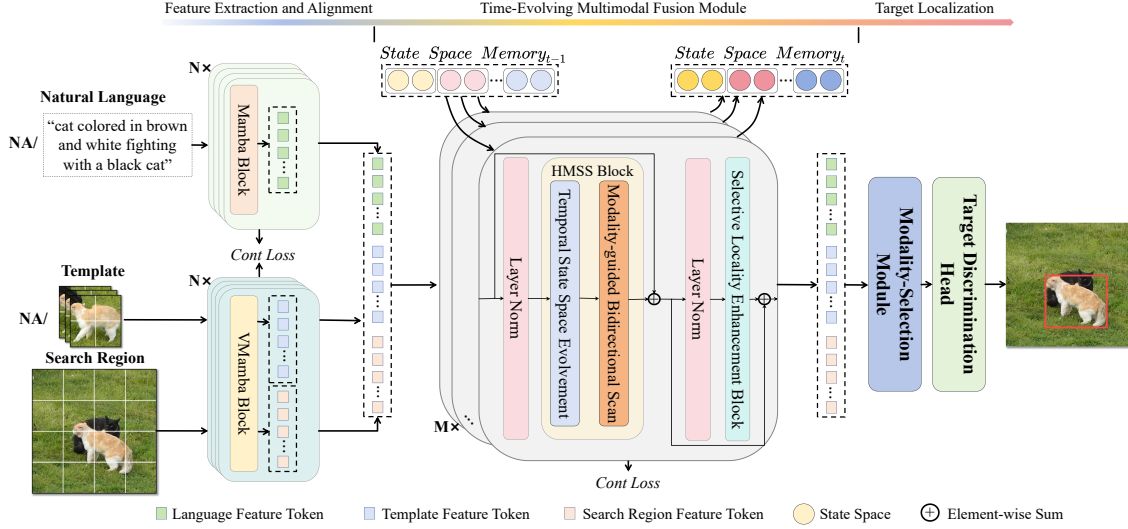 Feature Extraction and Alignment
Time-Evolving Multimodal Fusion Module
Target Localization
State Space Memory_{t-1}
State Space Memory_t
N×
Natural Language
NA/
“cat colored in brown
and white fighting
with a black cat”
Mamba Block
Cont Loss
N×
Template
NA/
Search Region
VMamba Block
M×
Layer Norm
HMSS Block
Temporal State Space Evolvement
Modality-guided Bidirectional Scan
Layer Norm
Selective Locality Enhancement Block
Cont Loss
Modality-Selection
Module
Target Discrimination
Head
Language Feature Token
Template Feature Token
Search Region Feature Token
State Space
Element-wise Sum